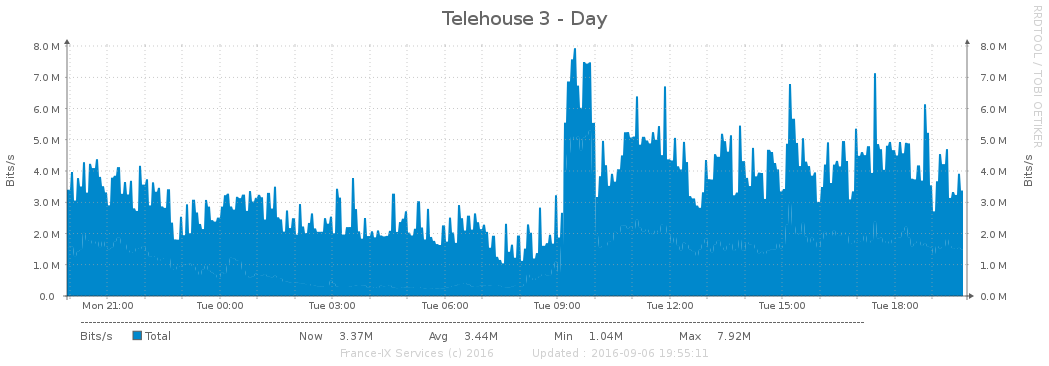 Telehouse 3 - Day
RRDTOOL / TOBI OETIKER
Bits/s
8.0 M
7.0 M
6.0 M
5.0 M
4.0 M
3.0 M
2.0 M
1.0 M
0.0
8.0 M
7.0 M
6.0 M
5.0 M
4.0 M
3.0 M
2.0 M
1.0 M
0.0 M
Bits/s
Mon 21:00 Tue 00:00 Tue 03:00 Tue 06:00 Tue 09:00 Tue 12:00 Tue 15:00 Tue 18:00
Bits/s Total Now 3.37M Avg 3.44M Min 1.04M Max 7.92M
France-IX Services (c) 2016 Updated : 2016-09-06 19:55:11